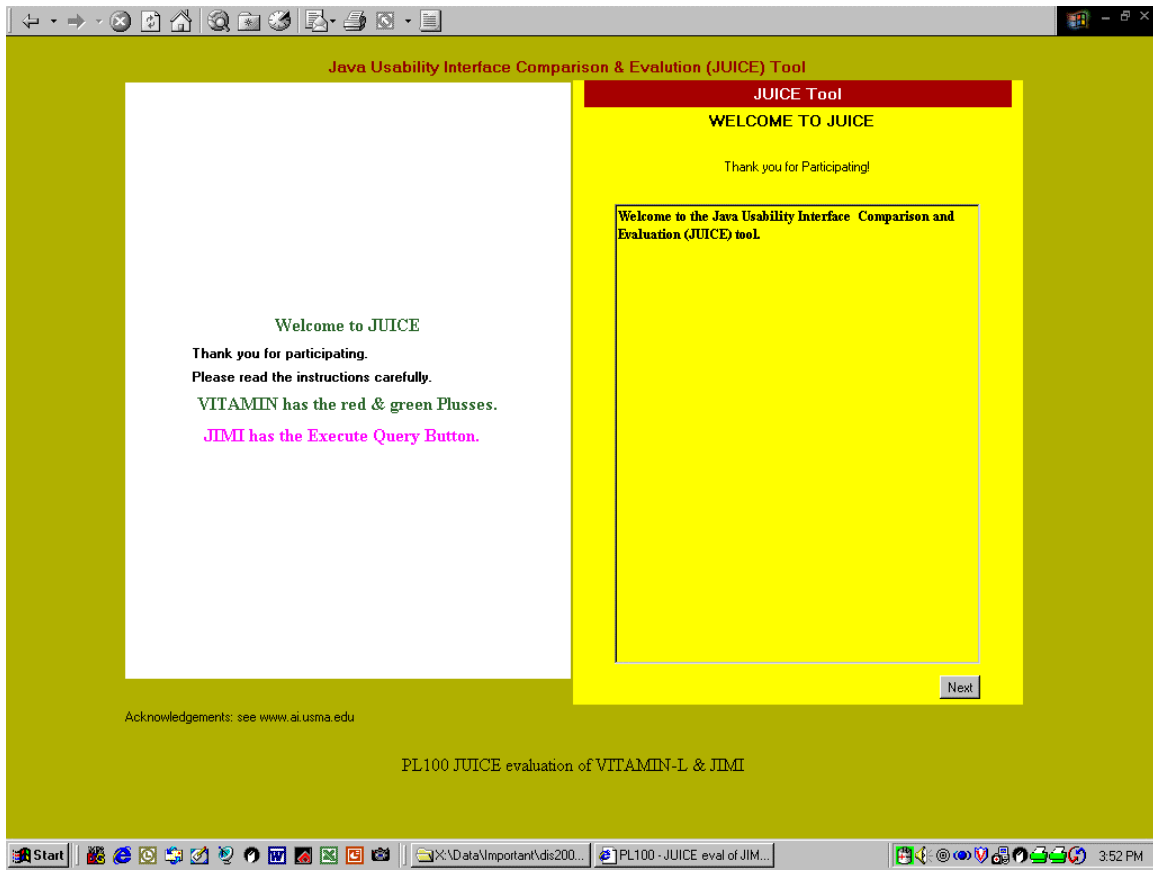 Java Usability Interface Comparison & Evalution (JUICE) Tool
Welcome to JUICE
Thank you for participating.
Please read the instructions carefully.
VITAMIN has the red & green Plusses.
JIMI has the Execute Query Button.
JUICE Tool
WELCOME TO JUICE
Thank you for Participating!
Welcome to the Java Usability Interface Comparison and
Evaluation (JUICE) tool.
Next
Acknowledgements: see www.ai.usma.edu
PL100 JUICE evaluation of VITAMIN-L & JIMI
Start
X:\Data\Important\dis200...
PL100 - JUICE eval of JIM...
3:52 PM